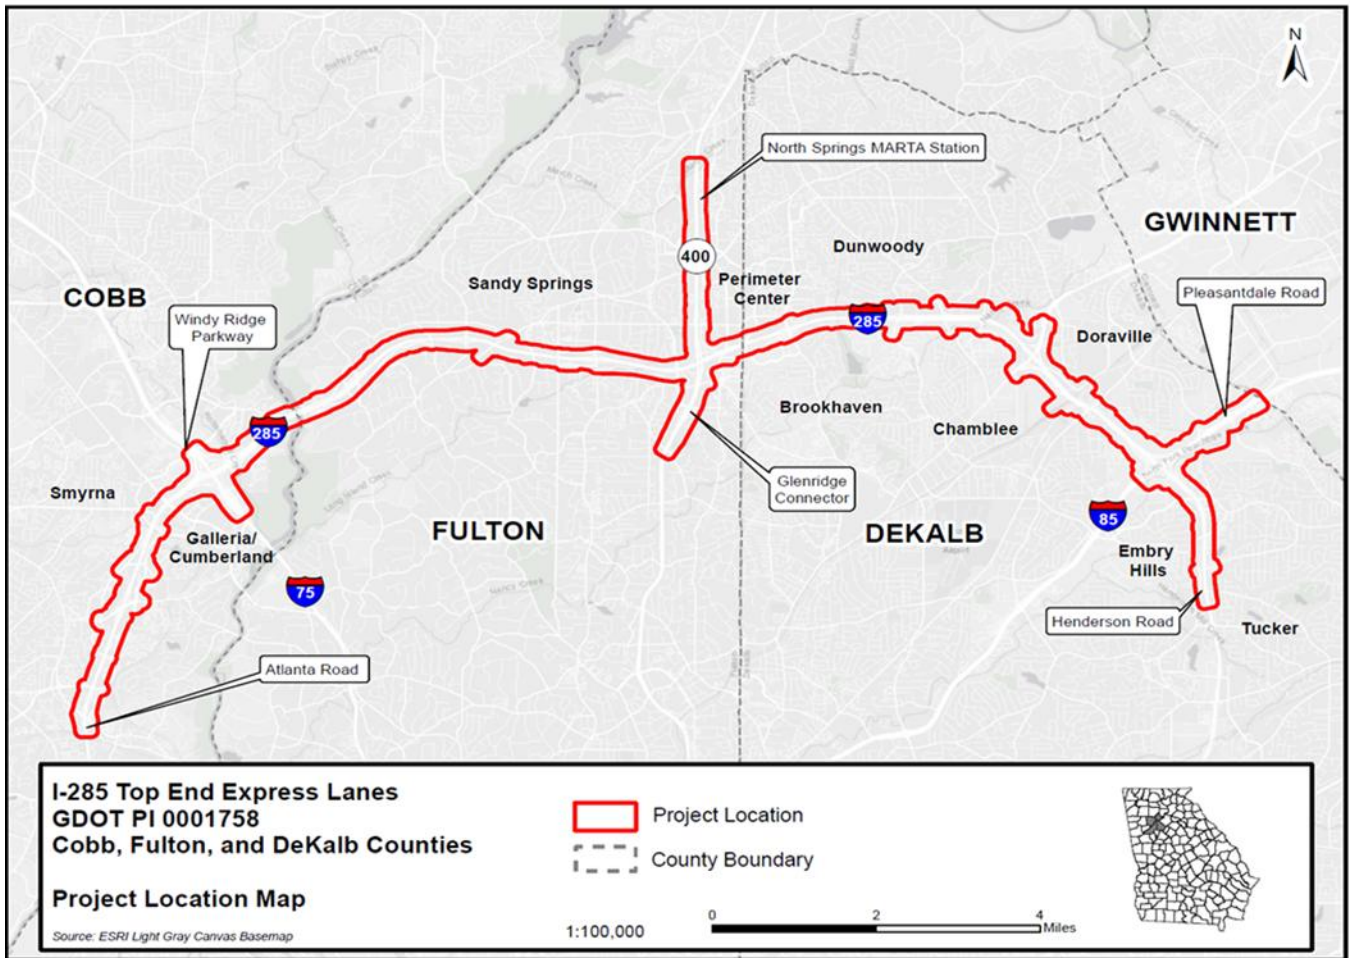 N
North Springs MARTA Station
GWINNETT
400
Dunwoody
Sandy Springs
Perimeter
Center
COBB
Pleasantdale Road
Windy Ridge
Parkway
285
Doraville
Brookhaven
Chamblee
285
Glenridge
Connector
Smyrna
85
FULTON
DEKALB
Galleria/
Cumberland
Embry
Hills
75
Nancy Creek
Airport
Henderson Road
Tucker
Atlanta Road
I-285 Top End Express Lanes
GDOT PI 0001758
Cobb, Fulton, and DeKalb Counties
Project Location Map
Source: ESRI Light Gray Canvas Basemap
Project Location
County Boundary
1:100,000
0 2 4
Miles